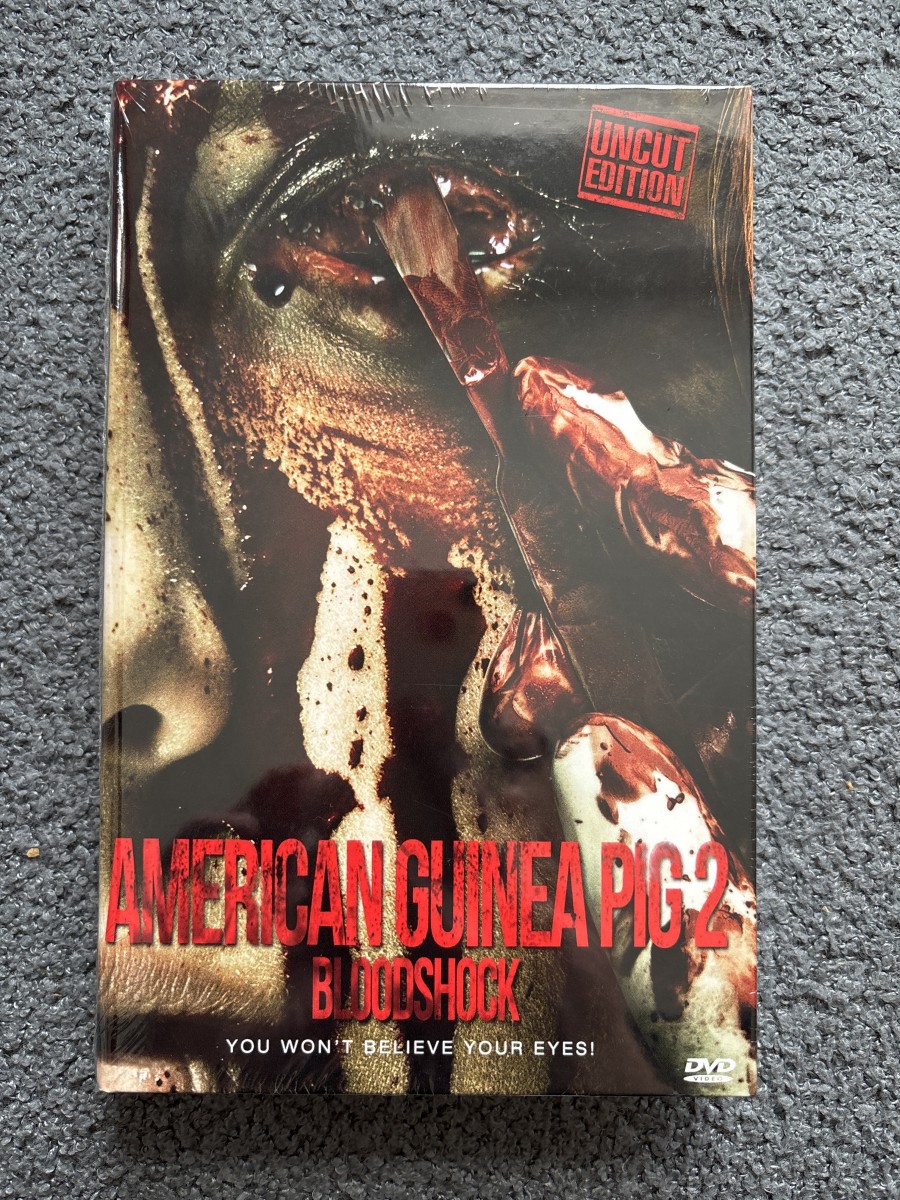 UNCUT
EDITION
AMERICAN GUINEA PIG 2
BLOODSHOCK
YOU WON'T BELIEVE YOUR EYES!
DVD
VIDEO